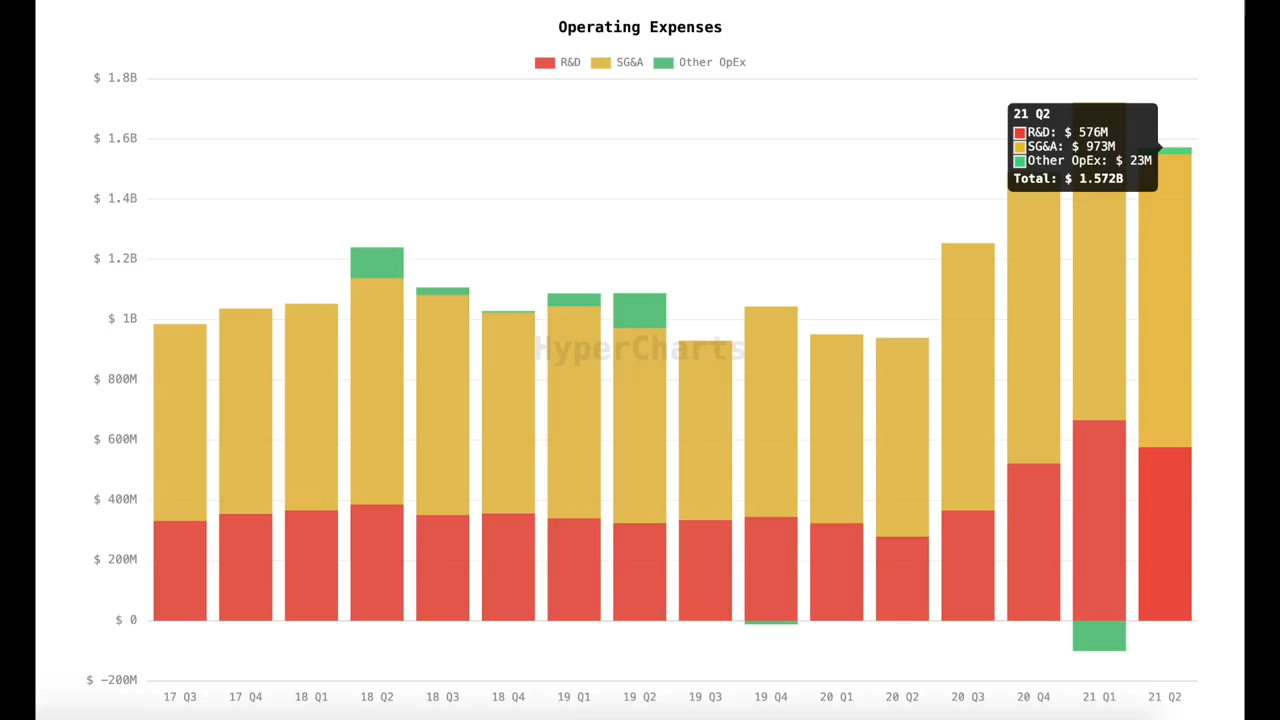 Operating Expenses
R&D SG&A Other OpEx
$ 1.8B
$ 1.6B
$ 1.4B
$ 1.2B
$ 1B
$ 800M
$ 600M
$ 400M
$ 200M
$ 0
$ -200M
21 Q2
R&D: $ 576M
SG&A: $ 973M
Other OpEx: $ 23M
Total: $ 1.572B
HyperCharts
17 Q3 17 Q4 18 Q1 18 Q2 18 Q3 18 Q4 19 Q1 19 Q2 19 Q3 19 Q4 20 Q1 20 Q2 20 Q3 20 Q4 21 Q1 21 Q2